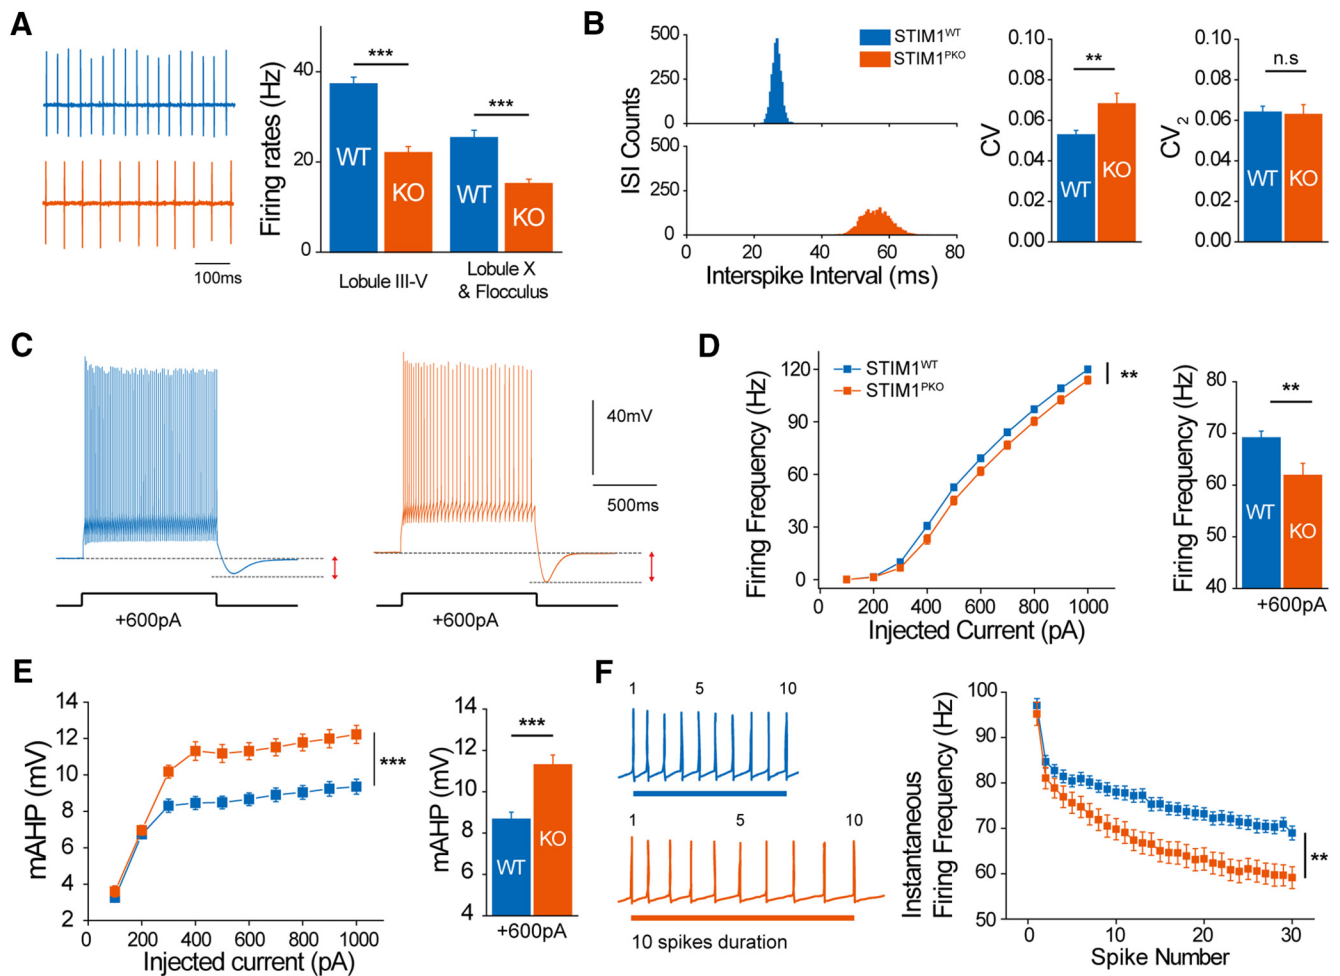 A
100ms
Firing rates (Hz)
40
20
0
***
***
WT
KO
WT
KO
Lobule III-V
Lobule X
& Flocculus
B
500
250
0
500
250
0
ISI Counts
0 20 40 60 80
Interspike Interval (ms)
STIM1WT
STIM1PKO
CV
0.10
0.08
0.06
0.04
0.02
0.00
**
WT
KO
CV2
0.10
0.08
0.06
0.04
0.02
0.00
n.s
WT
KO
C
40mV
500ms
+600pA
+600pA
D
Firing Frequency (Hz)
120
90
60
30
0
STIM1WT
STIM1PKO
**
0 200 400 600 800 1000
Injected Current (pA)
Firing Frequency (Hz)
80
70
60
50
40
**
WT
KO
+600pA
E
mAHP (mV)
14
12
10
8
6
4
2
***
0 200 400 600 800 1000
Injected current (pA)
mAHP (mV)
14
12
10
8
6
4
***
WT
KO
+600pA
F
1 5 10
1 5 10
10 spikes duration
Instantaneous
Firing Frequency (Hz)
100
90
80
70
60
50
**
0 10 20 30
Spike Number